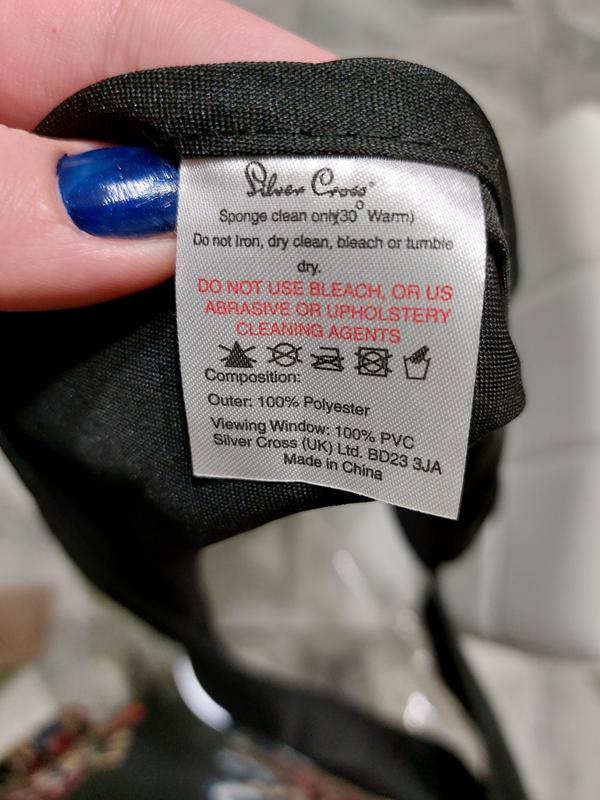 Silver Cross®
Sponge clean only(30° Warm)
Do not Iron, dry clean, bleach or tumble
dry.
DO NOT USE BLEACH, OR US
ABRASIVE OR UPHOLSTERY
CLEANING AGENTS
Composition:
Outer: 100% Polyester
Viewing Window: 100% PVC
Silver Cross (UK) Ltd. BD23 3JA
Made in China